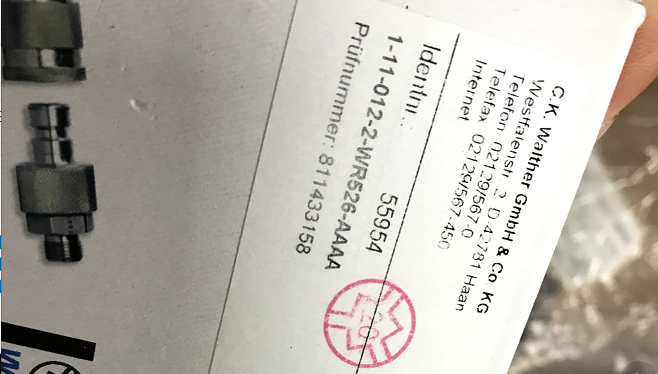 C.K. Walther GmbH & Co. KG
Westfalenstr. 2 D-42781 Haan
Telefon 02129/567-0
Telefax 02129/567-450
Internet
Identnr.: 55954
1-11-012-2-WR526-AAAA
Prüfnummer: 811433158